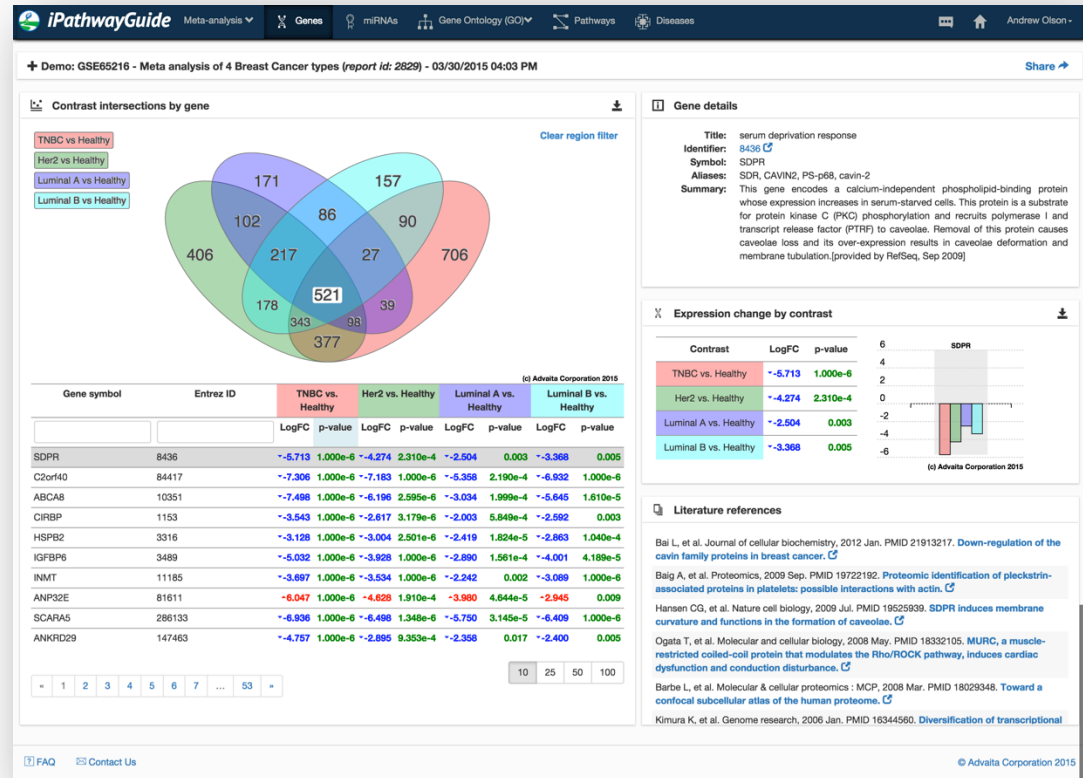 iPathwayGuide Meta-analysis Genes miRNAs Gene Ontology (GO) Pathways Diseases Andrew Olson
Demo: GSE65216 - Meta analysis of 4 Breast Cancer types (report id: 2829) - 03/30/2015 04:03 PM Share
Contrast intersections by gene
Clear region filter
TNBC vs Healthy
Her2 vs Healthy
Luminal A vs Healthy
Luminal B vs Healthy
171 157
102 86 90
406 217 27 706
521
178 39
343 98
377
(c) Advaita Corporation 2015
Gene symbol Entrez ID TNBC vs. Healthy Her2 vs. Healthy Luminal A vs. Healthy Luminal B vs. Healthy
LogFC p-value LogFC p-value LogFC p-value LogFC p-value
SDPR 8436 -5.713 1.000e-6 -4.274 2.310e-4 -2.504 0.003 -3.368 0.005
C2orf40 84417 -7.306 1.000e-6 -7.183 1.000e-6 -5.358 2.190e-4 -6.932 1.000e-6
ABCA8 10351 -7.498 1.000e-6 -6.196 2.595e-6 -3.034 1.999e-4 -5.645 1.610e-5
CIRBP 1153 -3.543 1.000e-6 -2.617 3.179e-6 -2.003 5.849e-4 -2.592 0.003
HSPB2 3316 -3.128 1.000e-6 -3.004 2.501e-6 -2.419 1.824e-5 -2.863 1.040e-4
IGFBP6 3489 -5.032 1.000e-6 -3.928 1.000e-6 -2.890 1.561e-4 -4.001 4.189e-5
INMT 11185 -3.697 1.000e-6 -3.534 1.000e-6 -2.242 0.002 -3.089 1.000e-6
ANP32E 81611 6.047 1.000e-6 4.628 1.910e-4 3.980 4.644e-5 2.945 0.009
SCARA5 286133 -6.936 1.000e-6 -6.498 1.348e-6 -5.750 3.145e-5 -6.409 1.000e-6
ANKRD29 147463 -4.757 1.000e-6 -2.895 9.353e-4 -2.358 0.017 -2.400 0.005
« 1 2 3 4 5 6 7 ... 53 »
10 25 50 100
Gene details
Title: serum deprivation response
Identifier: 8436
Symbol: SDPR
Aliases: SDR, CAVIN2, PS-p68, cavin-2
Summary: This gene encodes a calcium-independent phospholipid-binding protein
whose expression increases in serum-starved cells. This protein is a substrate
for protein kinase C (PKC) phosphorylation and recruits polymerase I and
transcript release factor (PTRF) to caveolae. Removal of this protein causes
caveolae loss and its over-expression results in caveolae deformation and
membrane tubulation.[provided by RefSeq, Sep 2009]
Expression change by contrast
Contrast LogFC p-value
TNBC vs. Healthy -5.713 1.000e-6
Her2 vs. Healthy -4.274 2.310e-4
Luminal A vs. Healthy -2.504 0.003
Luminal B vs. Healthy -3.368 0.005
SDPR
6
4
2
0
-2
-4
-6
(c) Advaita Corporation 2015
Literature references
Bai L, et al. Journal of cellular biochemistry, 2012 Jan. PMID 21913217. Down-regulation of the
cavin family proteins in breast cancer.
Baig A, et al. Proteomics, 2009 Sep. PMID 19722192. Proteomic identification of pleckstrin-
associated proteins in platelets: possible interactions with actin.
Hansen CG, et al. Nature cell biology, 2009 Jul. PMID 19525939. SDPR induces membrane
curvature and functions in the formation of caveolae.
Ogata T, et al. Molecular and cellular biology, 2008 May. PMID 18332105. MURC, a muscle-
restricted coiled-coil protein that modulates the Rho/ROCK pathway, induces cardiac
dysfunction and conduction disturbance.
Barbe L, et al. Molecular & cellular proteomics : MCP, 2008 Mar. PMID 18029348. Toward a
confocal subcellular atlas of the human proteome.
Kimura K, et al. Genome research, 2006 Jan. PMID 16344560. Diversification of transcriptional
FAQ Contact Us
© Advaita Corporation 2015